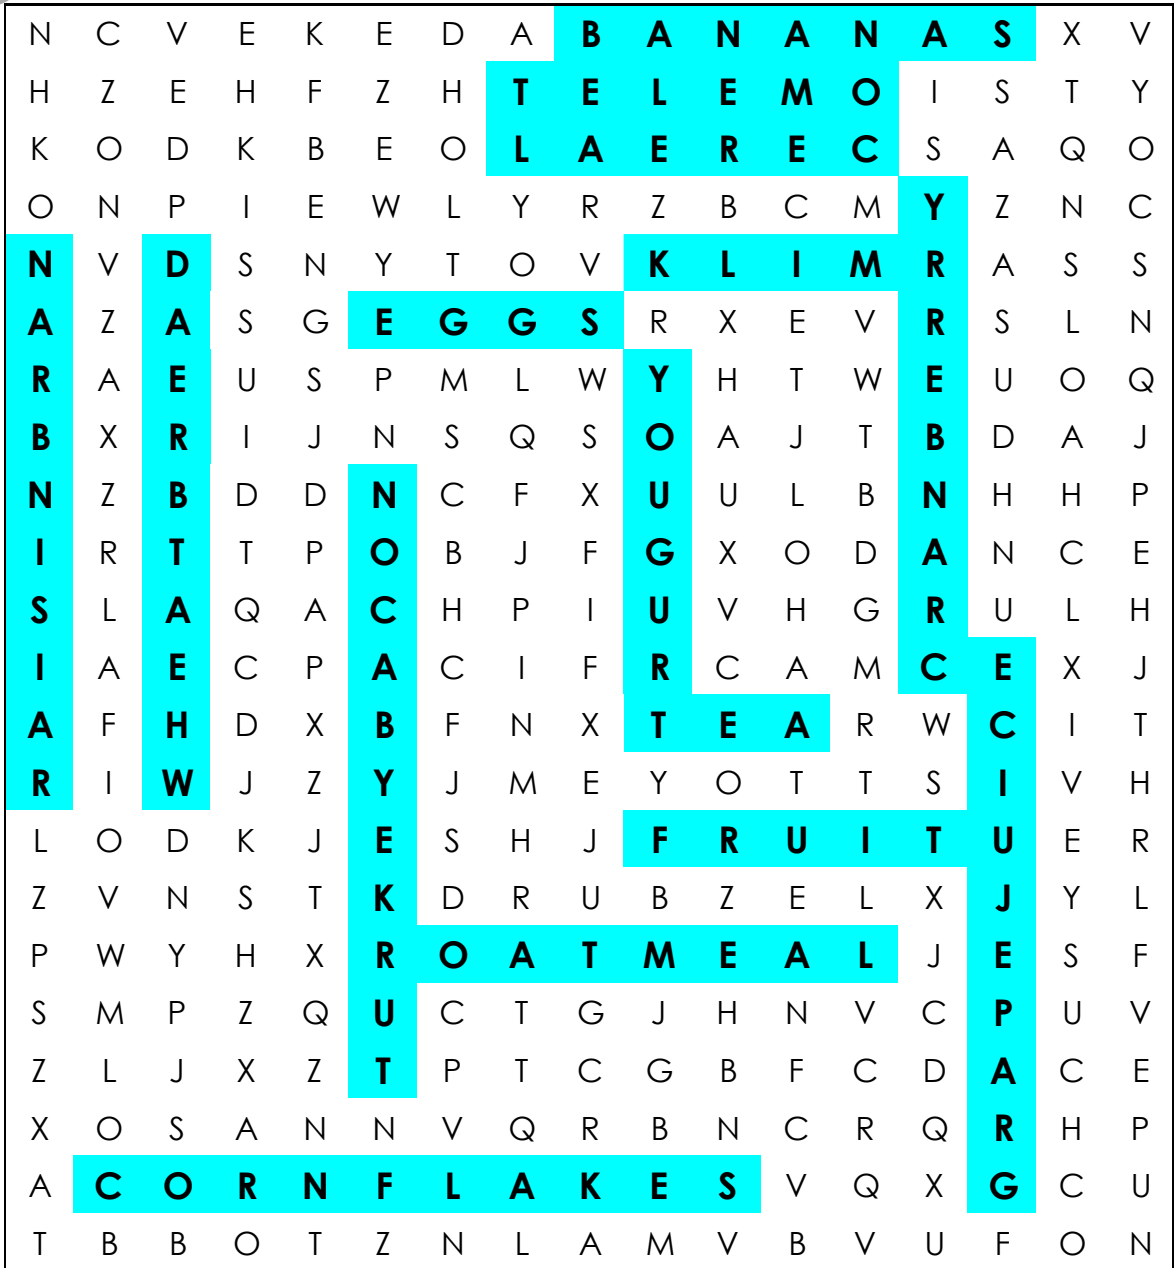 N C V E K E D A B A N A N A S X V
H Z E H F Z H T E L E M O I S T Y
K O D K B E O L A E R E C S A Q O
O N P I E W L Y R Z B C M Y Z N C
N V D S N Y T O V K L I M R A S S
A Z A S G E G G S R X E V R S L N
R A E U S P M L W Y H T W E U O Q
B X R I J N S Q S O A J T B D A J
N Z B D D N C F X U U L B N H H P
I R T T P O B J F G X O D A N C E
S L A Q A C H P I U V H G R U L H
I A E C P A C I F R C A M C E X J
A F H D X B F N X T E A R W C I T
R I W J Z Y J M E Y O T T S I V H
L O D K J E S H J F R U I T U E R
Z V N S T K D R U B Z E L X J Y L
P W Y H X R O A T M E A L J E S F
S M P Z Q U C T G J H N V C P U V
Z L J X Z T P T C G B F C D A C E
X O S A N N V Q R B N C R Q R H P
A C O R N F L A K E S V Q X G C U
T B B O T Z N L A M V B V U F O N